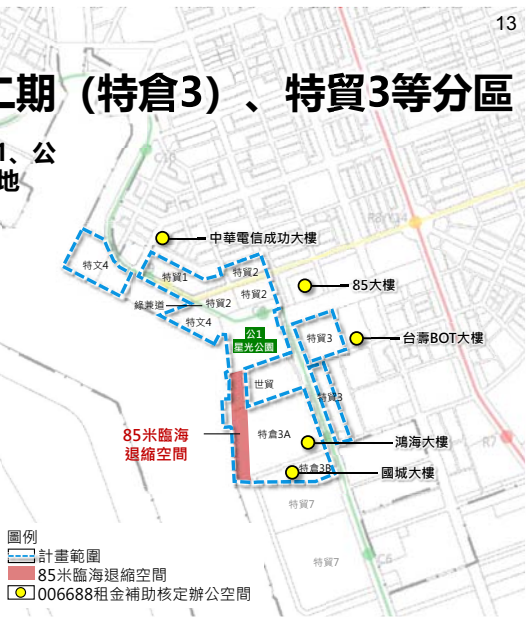 13
二期（特倉3）、特貿3等分區
1、公
地
C10
R8/Y14
中華電信成功大樓
特文4
特貿1
特貿2
85大樓
綠兼道
特貿2
特貿2
特文4
公1
星光公園
特貿3
台壽BOT大樓
世貿
特貿3
85米臨海
退縮空間
特倉3A
鴻海大樓
R7
特倉3B
國城大樓
特貿7
特貿7
C6
圖例
計畫範圍
85米臨海退縮空間
006688租金補助核定辦公空間